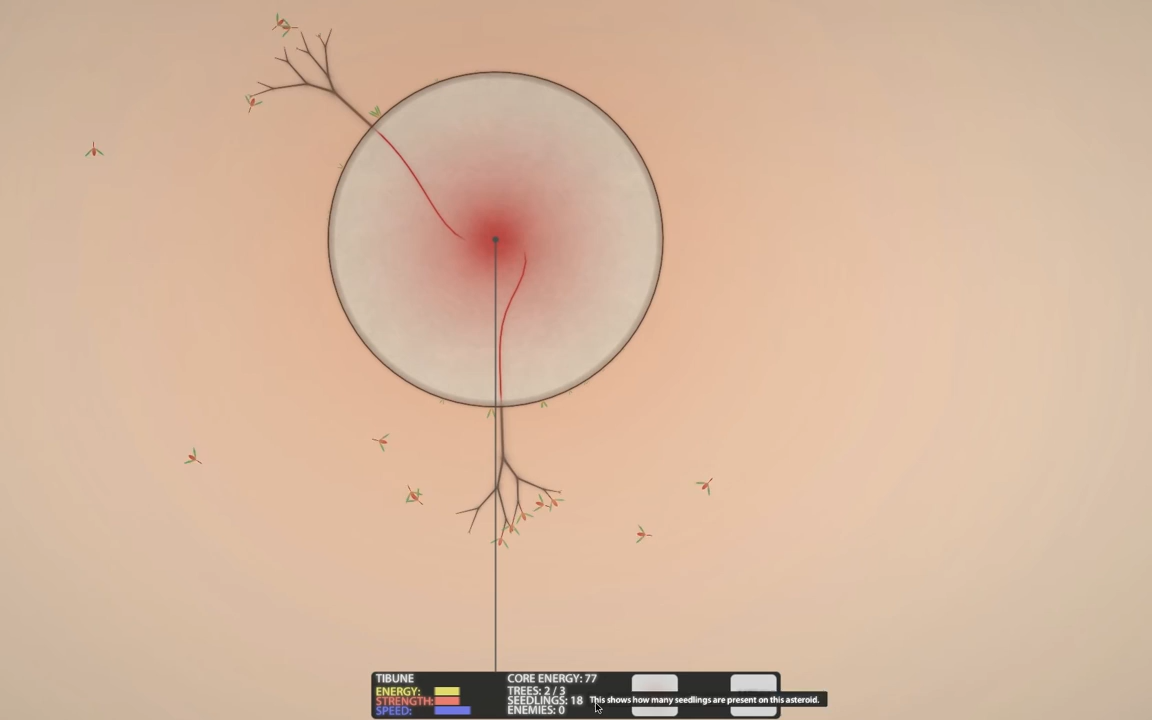 TIBUNE
ENERGY:
STRENGTH:
SPEED:
CORE ENERGY: 77
TREES: 2 / 3
SEEDLINGS: 18
ENEMIES: 0
This shows how many seedlings are present on this asteroid.